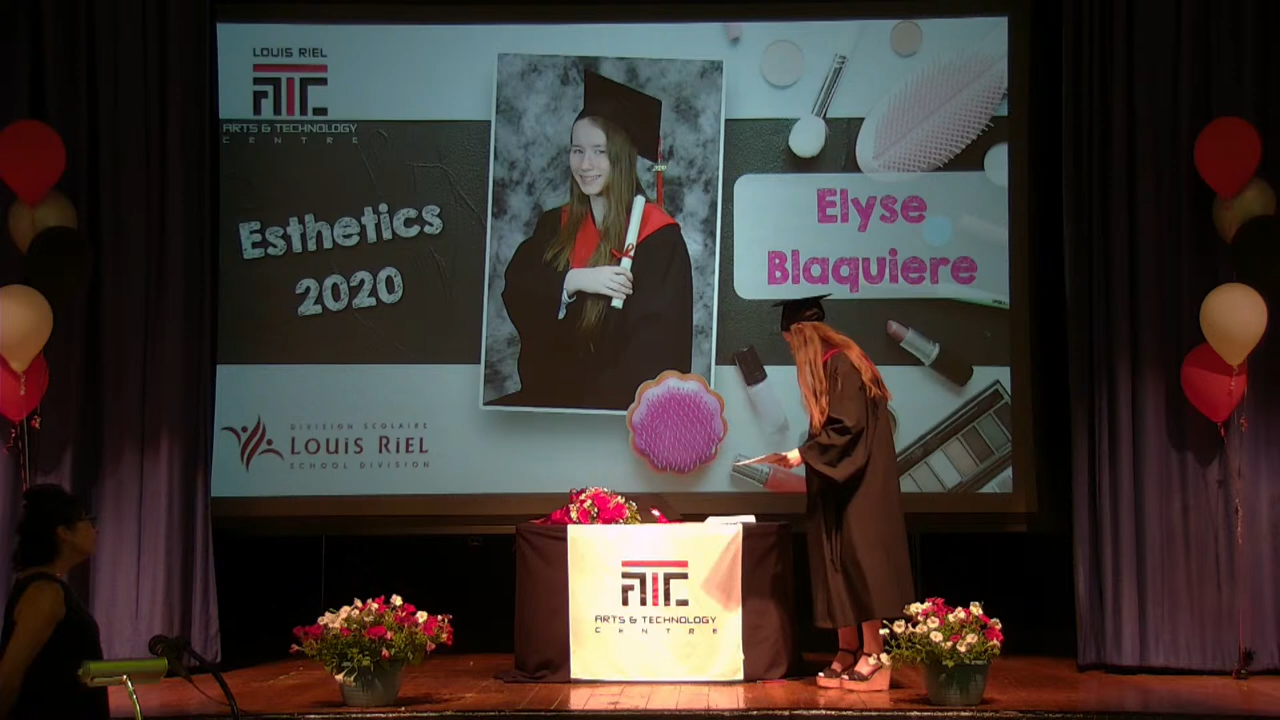 LOUIS RIEL
ATC
ARTS & TECHNOLOGY
CENTRE
Esthetics
2020
Elyse
Blaquiere
DIVISION SCOLAIRE
LOUIS RIEL
SCHOOL DIVISION
ATC
ARTS & TECHNOLOGY
CENTRE